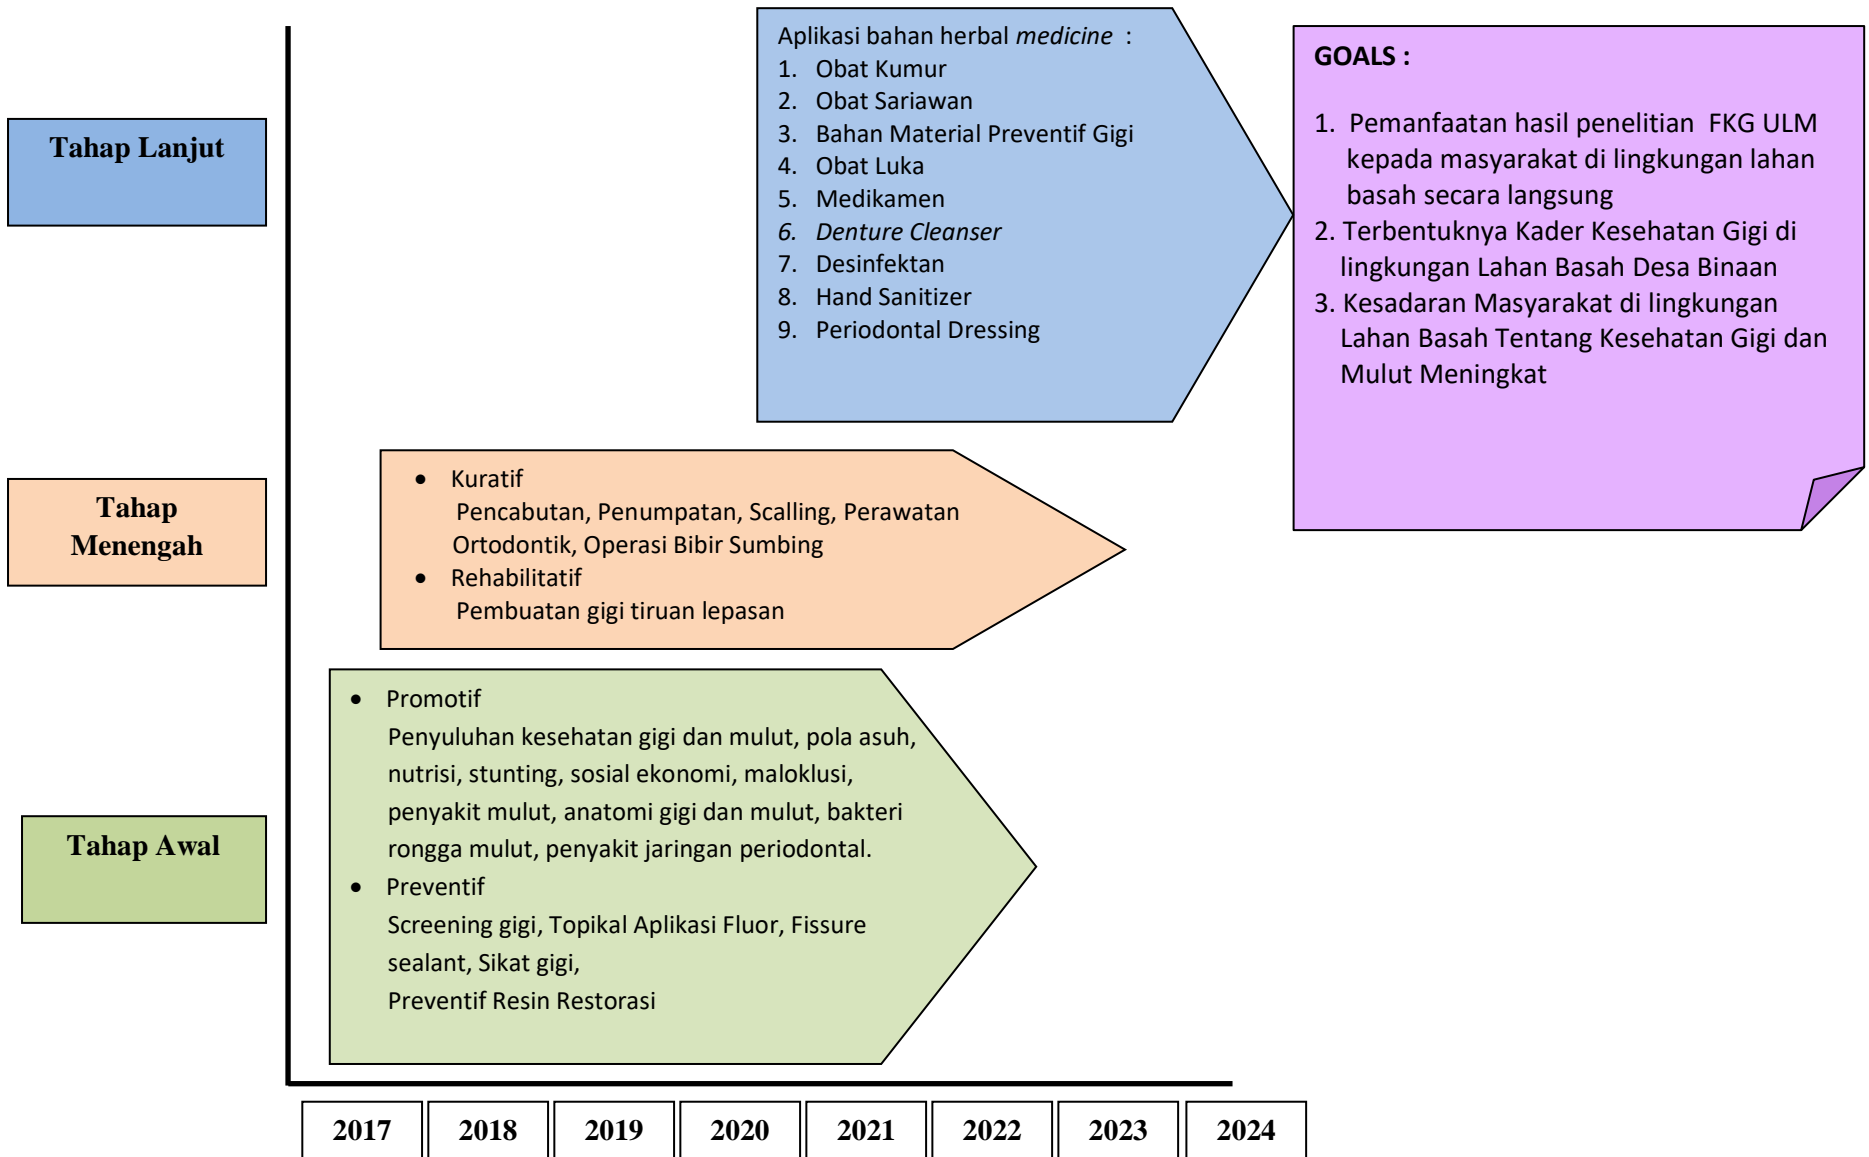 Aplikasi bahan herbal medicine :
1. Obat Kumur
2. Obat Sariawan
3. Bahan Material Preventif Gigi
4. Obat Luka
5. Medikamen
6. Denture Cleanser
7. Desinfektan
8. Hand Sanitizer
9. Periodontal Dressing
GOALS :
1. Pemanfaatan hasil penelitian FKG ULM
kepada masyarakat di lingkungan lahan
basah secara langsung
2. Terbentuknya Kader Kesehatan Gigi di
lingkungan Lahan Basah Desa Binaan
3. Kesadaran Masyarakat di lingkungan
Lahan Basah Tentang Kesehatan Gigi dan
Mulut Meningkat
Tahap Lanjut
Tahap
Menengah
• Kuratif
Pencabutan, Penumpatan, Scalling, Perawatan
Ortodontik, Operasi Bibir Sumbing
• Rehabilitatif
Pembuatan gigi tiruan lepasan
Tahap Awal
• Promotif
Penyuluhan kesehatan gigi dan mulut, pola asuh,
nutrisi, stunting, sosial ekonomi, maloklusi,
penyakit mulut, anatomi gigi dan mulut, bakteri
rongga mulut, penyakit jaringan periodontal.
• Preventif
Screening gigi, Topikal Aplikasi Fluor, Fissure
sealant, Sikat gigi,
Preventif Resin Restorasi
2017 2018 2019 2020 2021 2022 2023 2024